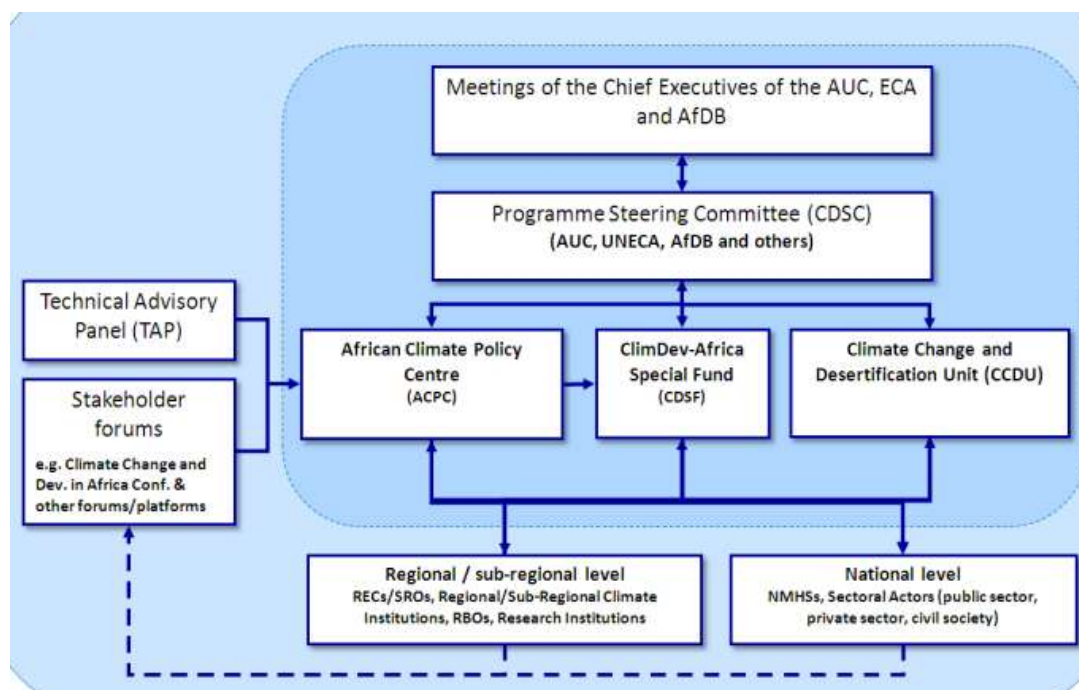 Meetings of the Chief Executives of the AUC, ECA
and AfDB
Programme Steering Committee (CDSC)
(AUC, UNECA, AfDB and others)
Technical Advisory
Panel (TAP)
Stakeholder
forums
e.g. Climate Change and
Dev. in Africa Conf. &
other forums/platforms
African Climate Policy
Centre
(ACPC)
ClimDev-Africa
Special Fund
(CDSF)
Climate Change and
Desertification Unit (CCDU)
Regional / sub-regional level
RECs/SROs, Regional/Sub-Regional Climate
Institutions, RBOs, Research Institutions
National level
NMHSs, Sectoral Actors (public sector,
private sector, civil society)